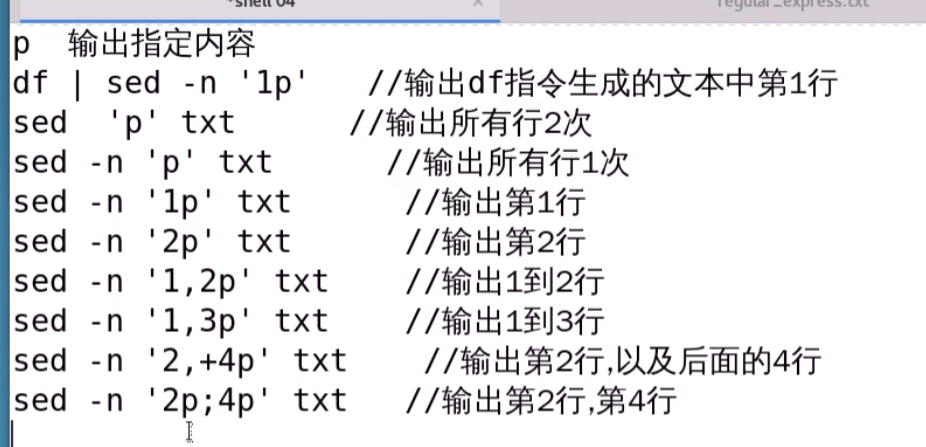 *shell 04 × regular_express.txt
p 输出指定内容
df | sed -n '1p' //输出df指令生成的文本中第1行
sed 'p' txt //输出所有行2次
sed -n 'p' txt //输出所有行1次
sed -n '1p' txt //输出第1行
sed -n '2p' txt //输出第2行
sed -n '1,2p' txt //输出1到2行
sed -n '1,3p' txt //输出1到3行
sed -n '2,+4p' txt //输出第2行,以及后面的4行
sed -n '2p;4p' txt //输出第2行,第4行